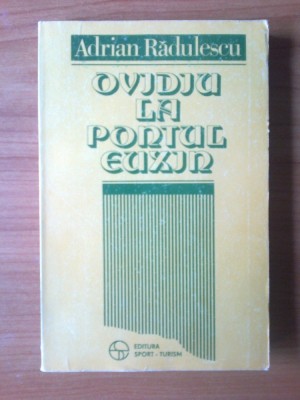 Adrian Rădulescu
OVIDIU
LA
PONTUL
EUXIN
EDITURA
SPORT-TURISM